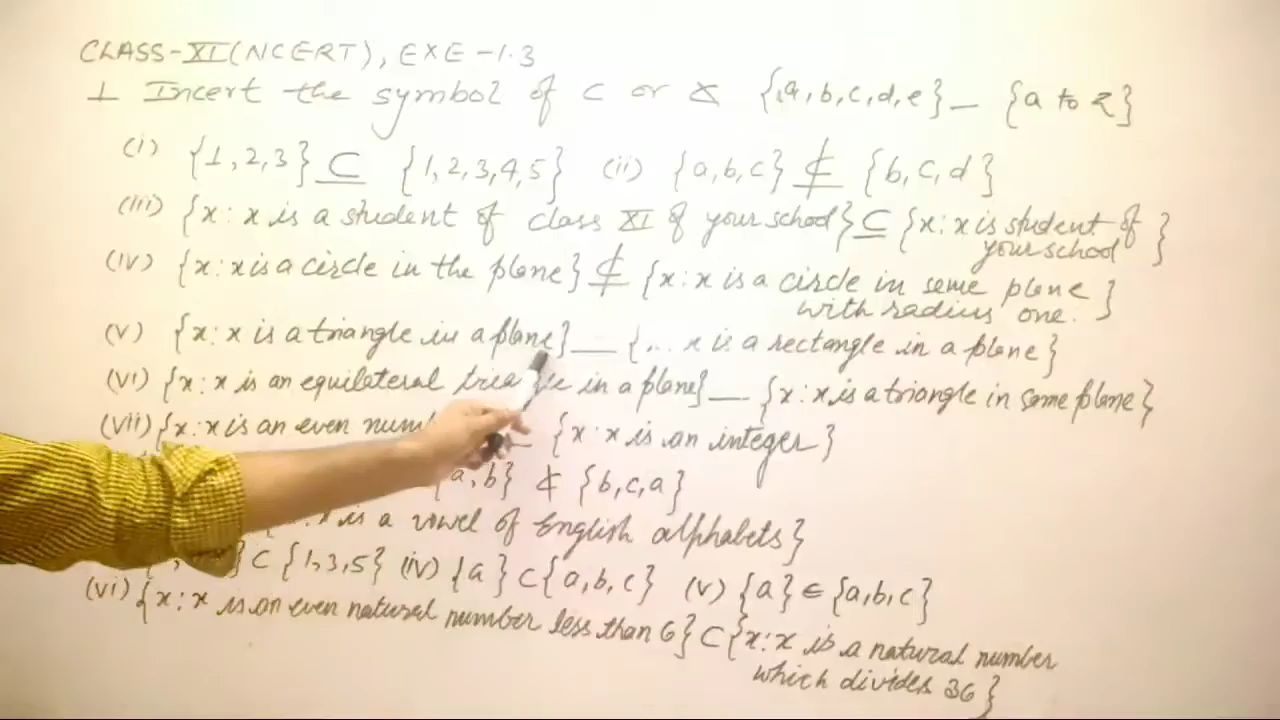 CLASS-XI(NCERT), EXE-1.3
1 Incert the symbol of ⊂ or ⊄ {a,b,c,d,e} _ {a to z}
(i) {1,2,3} ⊂ {1,2,3,4,5} (ii) {a,b,c} ⊄ {b,c,d}
(iii) {x:x is a student of class XI of your school} ⊂ {x:x is student of your school}
(iv) {x:x is a circle in the plane} ⊄ {x:x is a circle in same plane with radius one.}
(v) {x:x is a triangle in a plane} __ {... x is a rectangle in a plane}
(vi) {x:x is an equilateral in a plane} __ {x:x is a triangle in same plane}
(vii) {x:x is an even {x:x is an integer}
a,b} ⊄ {b,c,a}
x is a vowel of English alphabets}
} ⊂ {1,3,5} (iv) {a} ⊂ {a,b,c} (v) {a} ∈ {a,b,c}
(vi) {x:x is an even natural number less than 6} ⊂ {x:x is a natural number
which divides 36}